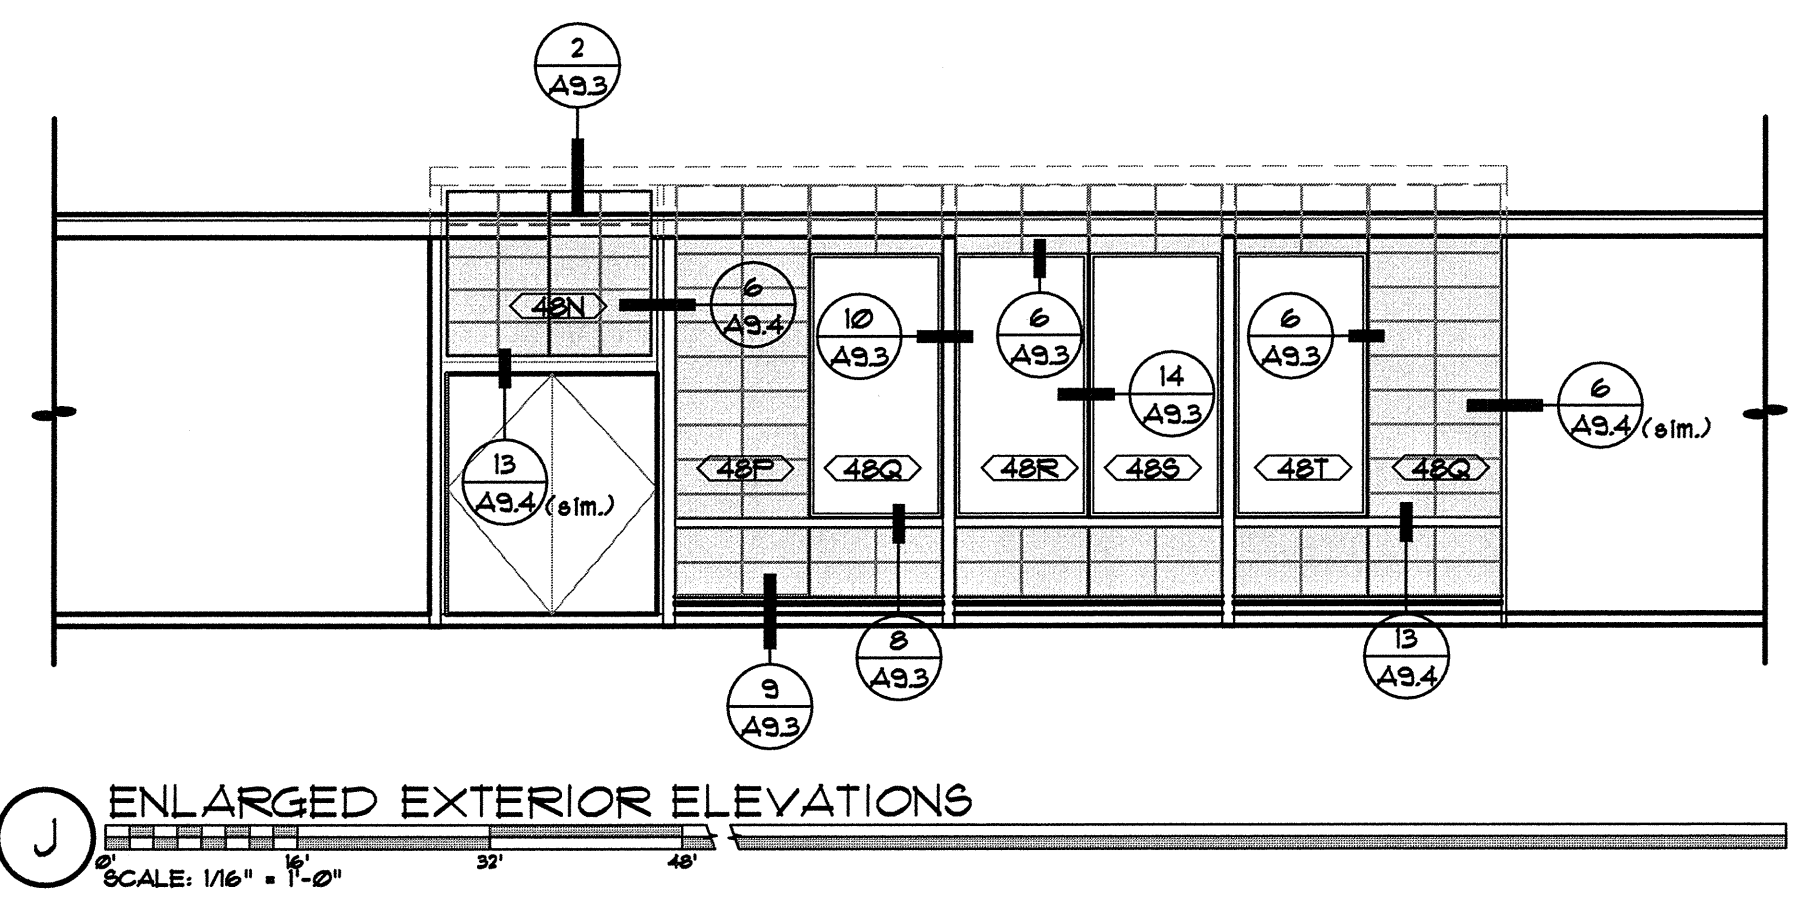 2
A9.3
48N
6
A9.4
10
A9.3
6
A9.3
14
A9.3
6
A9.3
6
A9.4 (sim.)
13
A9.4 (sim.)
48P
48Q
48R
48S
48T
48Q
9
A9.3
8
A9.3
13
A9.4
J
ENLARGED EXTERIOR ELEVATIONS
0' 16' 32' 48'
SCALE: 1/16" = 1'-0"